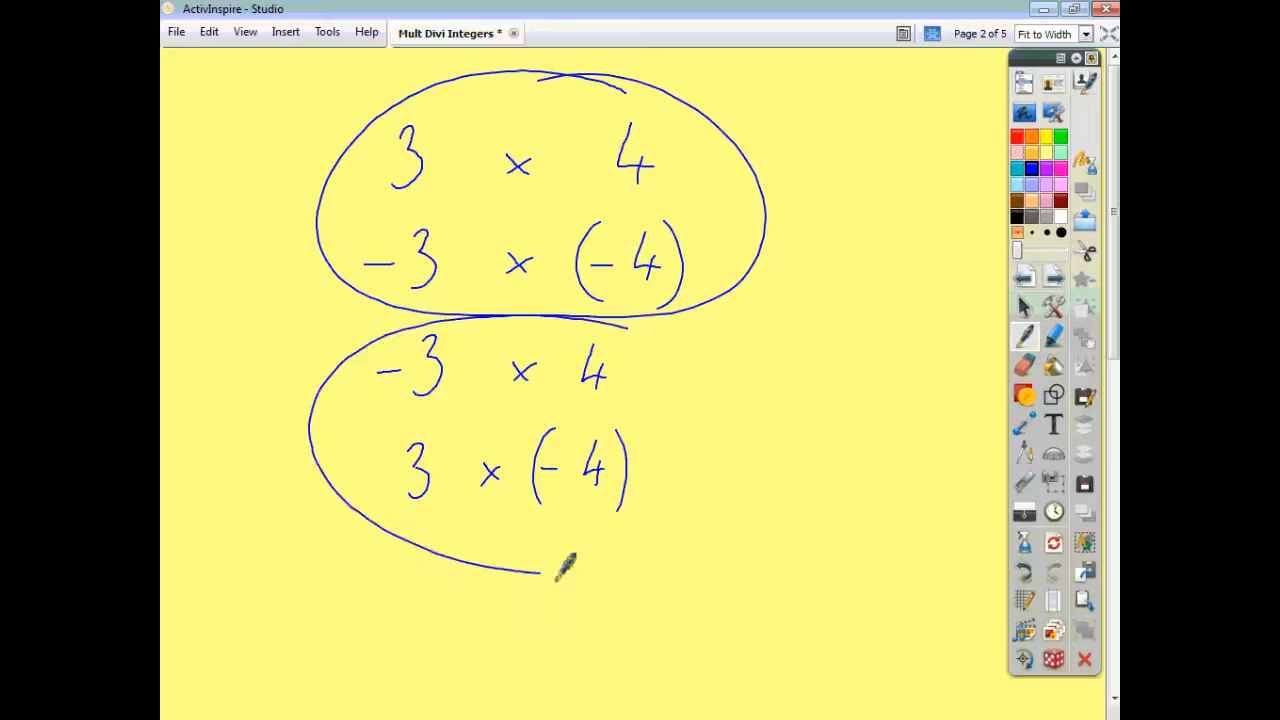 ActivInspire - Studio
File Edit View Insert Tools Help Mult Divi Integers * Page 2 of 5 Fit to Width
3 × 4
-3 × (-4)
-3 × 4
3 × (-4)
T